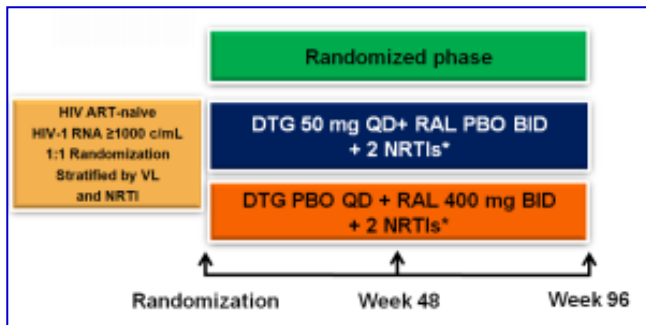 Randomized phase
HIV ART-naive
HIV-1 RNA ≥1000 c/mL
1:1 Randomization
Stratified by VL
and NRTI
DTG 50 mg QD+ RAL PBO BID
+ 2 NRTIs*
DTG PBO QD + RAL 400 mg BID
+ 2 NRTIs*
Randomization
Week 48
Week 96